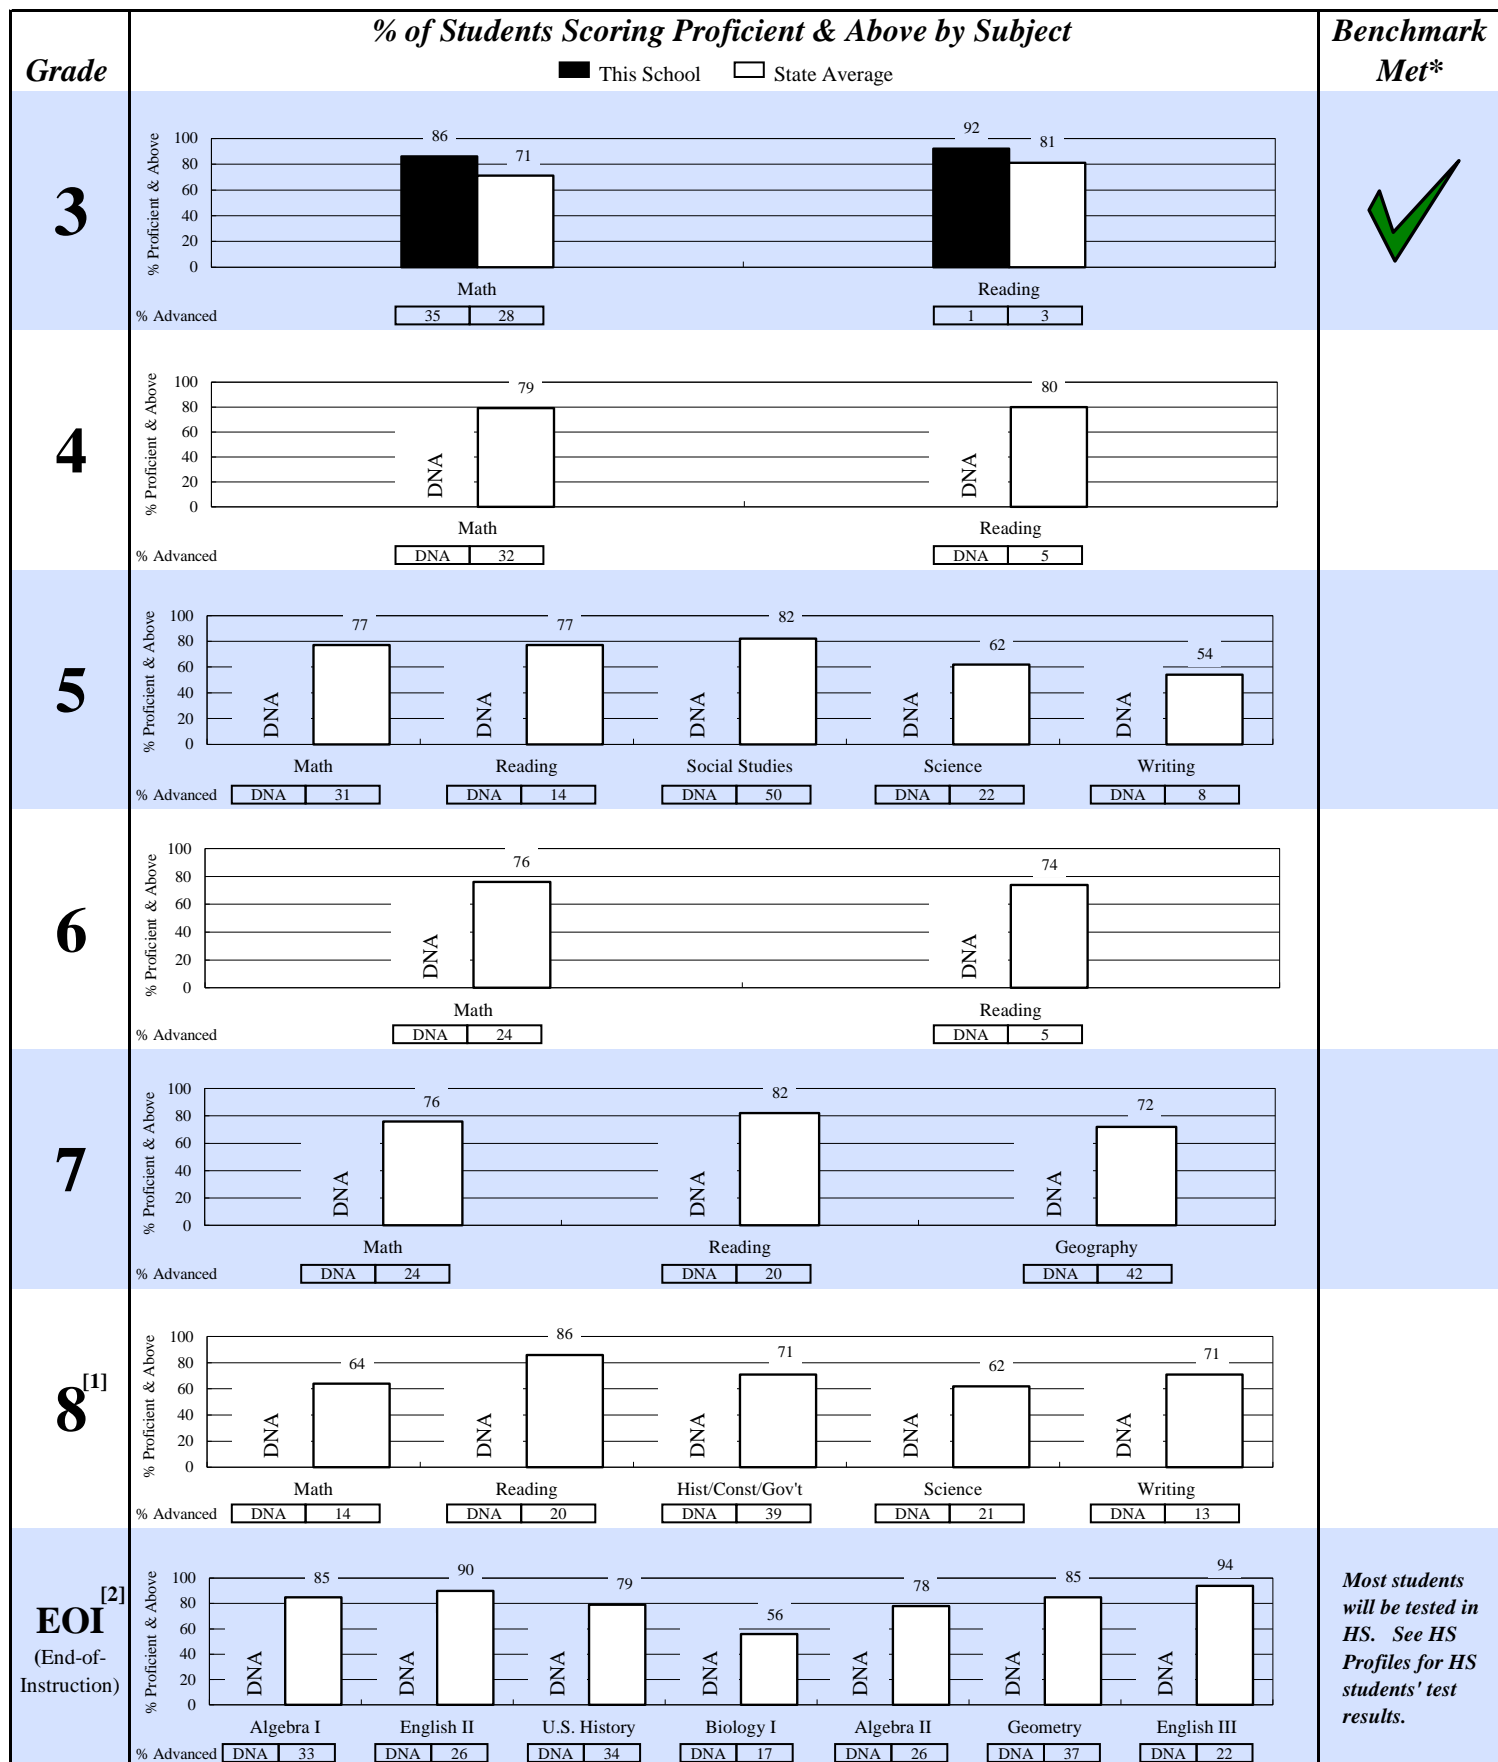 % of Students Scoring Proficient & Above by Subject
Benchmark
Met*
Grade
This School State Average
3
% Proficient & Above
100
80
60
40
20
0
86 71 92 81
Math Reading
% Advanced 35 28 1 3
4
% Proficient & Above
100
80
60
40
20
0
DNA 79 DNA 80
Math Reading
% Advanced DNA 32 DNA 5
5
% Proficient & Above
100
80
60
40
20
0
DNA 77 DNA 77 DNA 82 DNA 62 DNA 54
Math Reading Social Studies Science Writing
% Advanced DNA 31 DNA 14 DNA 50 DNA 22 DNA 8
6
% Proficient & Above
100
80
60
40
20
0
DNA 76 DNA 74
Math Reading
% Advanced DNA 24 DNA 5
7
% Proficient & Above
100
80
60
40
20
0
DNA 76 DNA 82 DNA 72
Math Reading Geography
% Advanced DNA 24 DNA 20 DNA 42
8[1]
% Proficient & Above
100
80
60
40
20
0
DNA 64 DNA 86 DNA 71 DNA 62 DNA 71
Math Reading Hist/Const/Gov't Science Writing
% Advanced DNA 14 DNA 20 DNA 39 DNA 21 DNA 13
EOI[2]
(End-of-
Instruction)
% Proficient & Above
100
80
60
40
20
0
DNA 85 DNA 90 DNA 79 DNA 56 DNA 78 DNA 85 DNA 94
Algebra I English II U.S. History Biology I Algebra II Geometry English III
% Advanced DNA 33 DNA 26 DNA 34 DNA 17 DNA 26 DNA 37 DNA 22
Most students
will be tested in
HS. See HS
Profiles for HS
students' test
results.